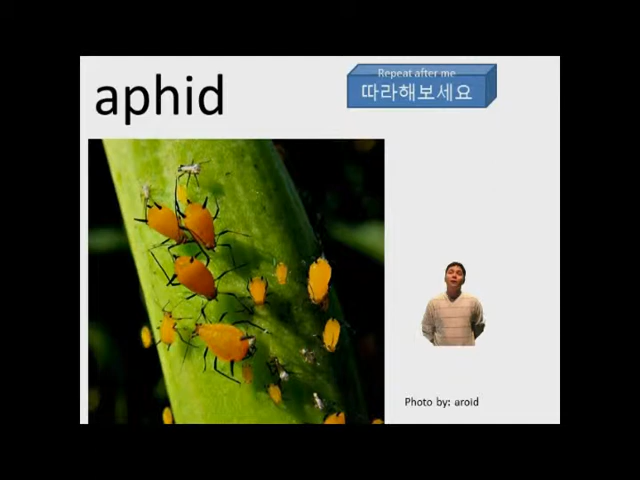 aphid
Repeat after me
따라해보세요
Photo by: aroid